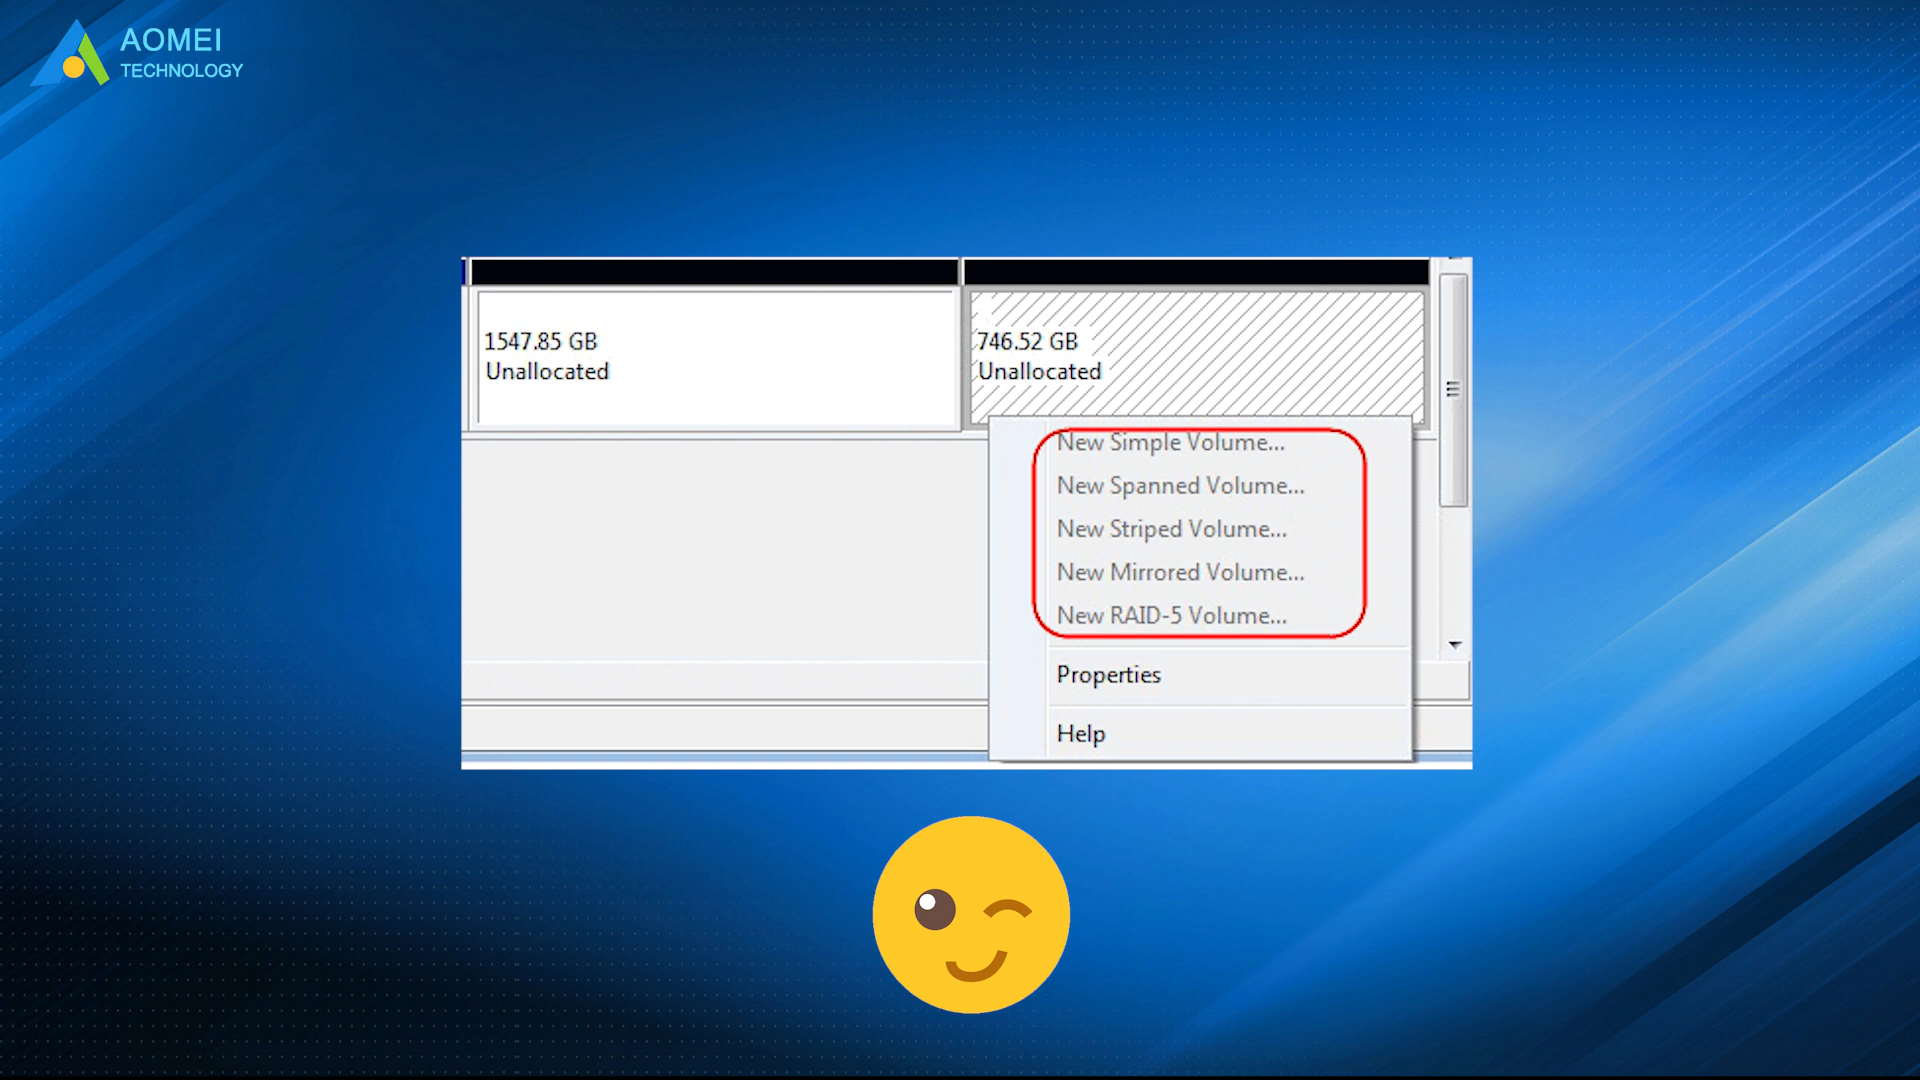 AOMEI
TECHNOLOGY
1547.85 GB
Unallocated
746.52 GB
Unallocated
New Simple Volume...
New Spanned Volume...
New Striped Volume...
New Mirrored Volume...
New RAID-5 Volume...
Properties
Help